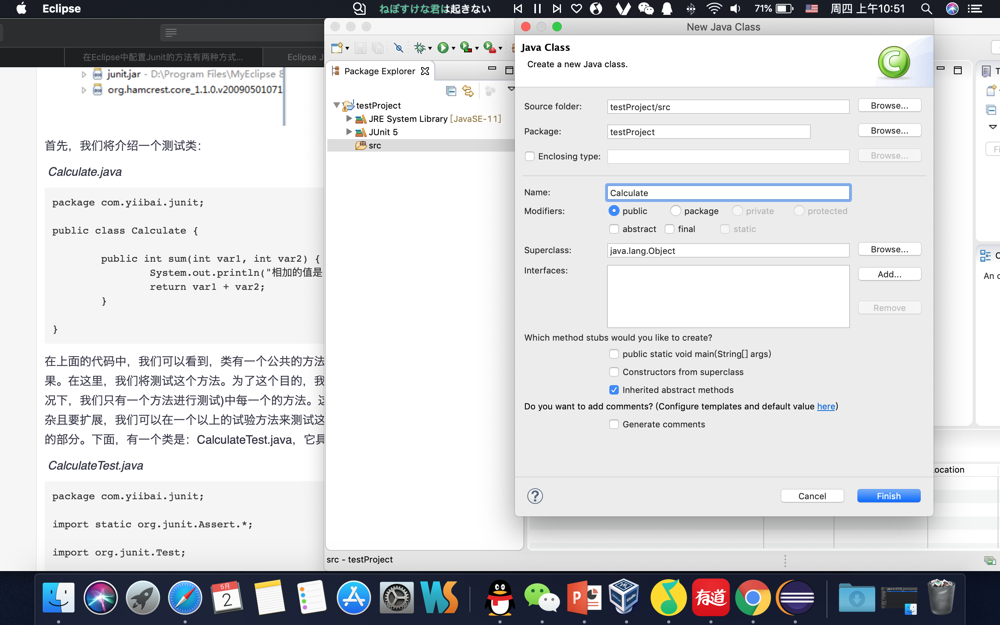 Eclipse
ねぼすけな君は起きない
71%
周四 上午10:51
在Eclipse中配置Junit的方法有两种方式...
Eclipse J
junit.jar - D:\Program Files\MyEclipse 8
org.hamcrest.core_1.1.0.v20090501071
首先，我们将介绍一个测试类：
Calculate.java
package com.yiibai.junit;
public class Calculate {
public int sum(int var1, int var2) {
System.out.println("相加的值是
return var1 + var2;
}
}
在上面的代码中，我们可以看到，类有一个公共的方法
果。在这里，我们将测试这个方法。为了这个目的，我
况下，我们只有一个方法进行测试)中每一个的方法。这
杂且要扩展，我们可以在一个以上的试验方法来测试这
的部分。下面，有一个类是：CalculateTest.java，它具
CalculateTest.java
package com.yiibai.junit;
import static org.junit.Assert.*;
import org.junit.Test;
Package Explorer
testProject
JRE System Library [JavaSE-11]
JUnit 5
src
src - testProject
New Java Class
Java Class
Create a new Java class.
Source folder:
testProject/src
Browse...
Package:
testProject
Browse...
Enclosing type:
Browse...
Name:
Calculate
Modifiers:
public
package
private
protected
abstract
final
static
Superclass:
java.lang.Object
Browse...
Interfaces:
Add...
Remove
Which method stubs would you like to create?
public static void main(String[] args)
Constructors from superclass
Inherited abstract methods
Do you want to add comments? (Configure templates and default value here)
Generate comments
Cancel
Finish
An
ocation
5月
2
WS
P
有道